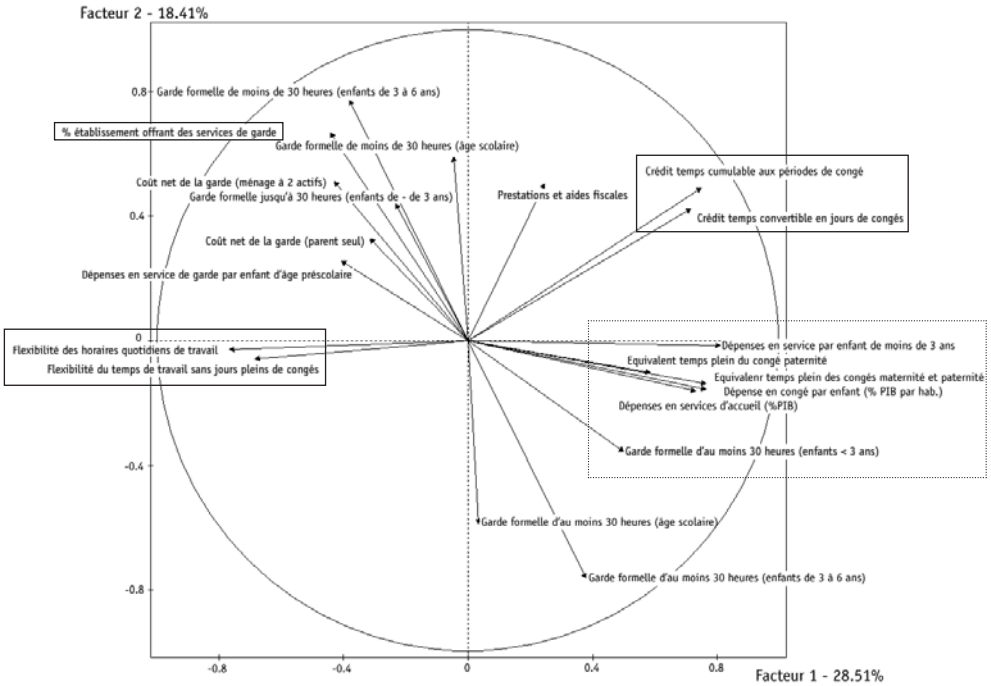 Facteur 2 - 18.41%
0.8
Garde formelle de moins de 30 heures (enfants de 3 à 6 ans)
% établissement offrant des services de garde
Garde formelle de moins de 30 heures (âge scolaire)
Crédit temps cumulable aux périodes de congé
Coût net de la garde (ménage à 2 actifs)
Garde formelle jusqu'à 30 heures (enfants de - de 3 ans)
Prestations et aides fiscales
0.4
Crédit temps convertible en jours de congés
Coût net de la garde (parent seul)
Dépenses en service de garde par enfant d'âge préscolaire
0
Flexibilité des horaires quotidiens de travail
Dépenses en service par enfant de moins de 3 ans
Equivalent temps plein du congé paternité
Flexibilité du temps de travail sans jours pleins de congés
Equivalenr temps plein des congés maternité et paternité
Dépense en congé par enfant (% PIB par hab.)
Dépenses en services d'accueil (%PIB)
Garde formelle d'au moins 30 heures (enfants < 3 ans)
-0.4
Garde formelle d'au moins 30 heures (âge scolaire)
Garde formelle d'au moins 30 heures (enfants de 3 à 6 ans)
-0.8
-0.8
-0.4
0
0.4
0.8
Facteur 1 - 28.51%